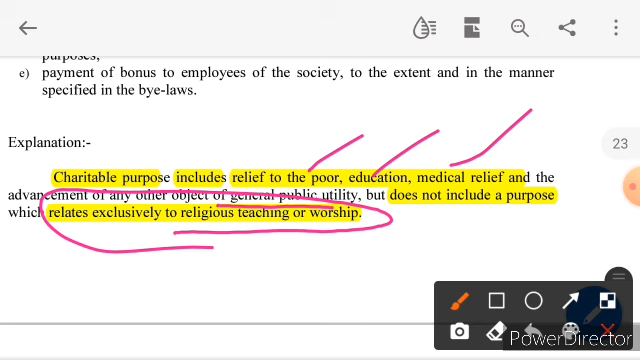 purposes;
e) payment of bonus to employees of the society, to the extent and in the manner
specified in the bye-laws.
Explanation:-
23
Charitable purpose includes relief to the poor, education, medical relief and the
advancement of any other object of general public utility, but does not include a purpose
which relates exclusively to religious teaching or worship.
PowerDirector